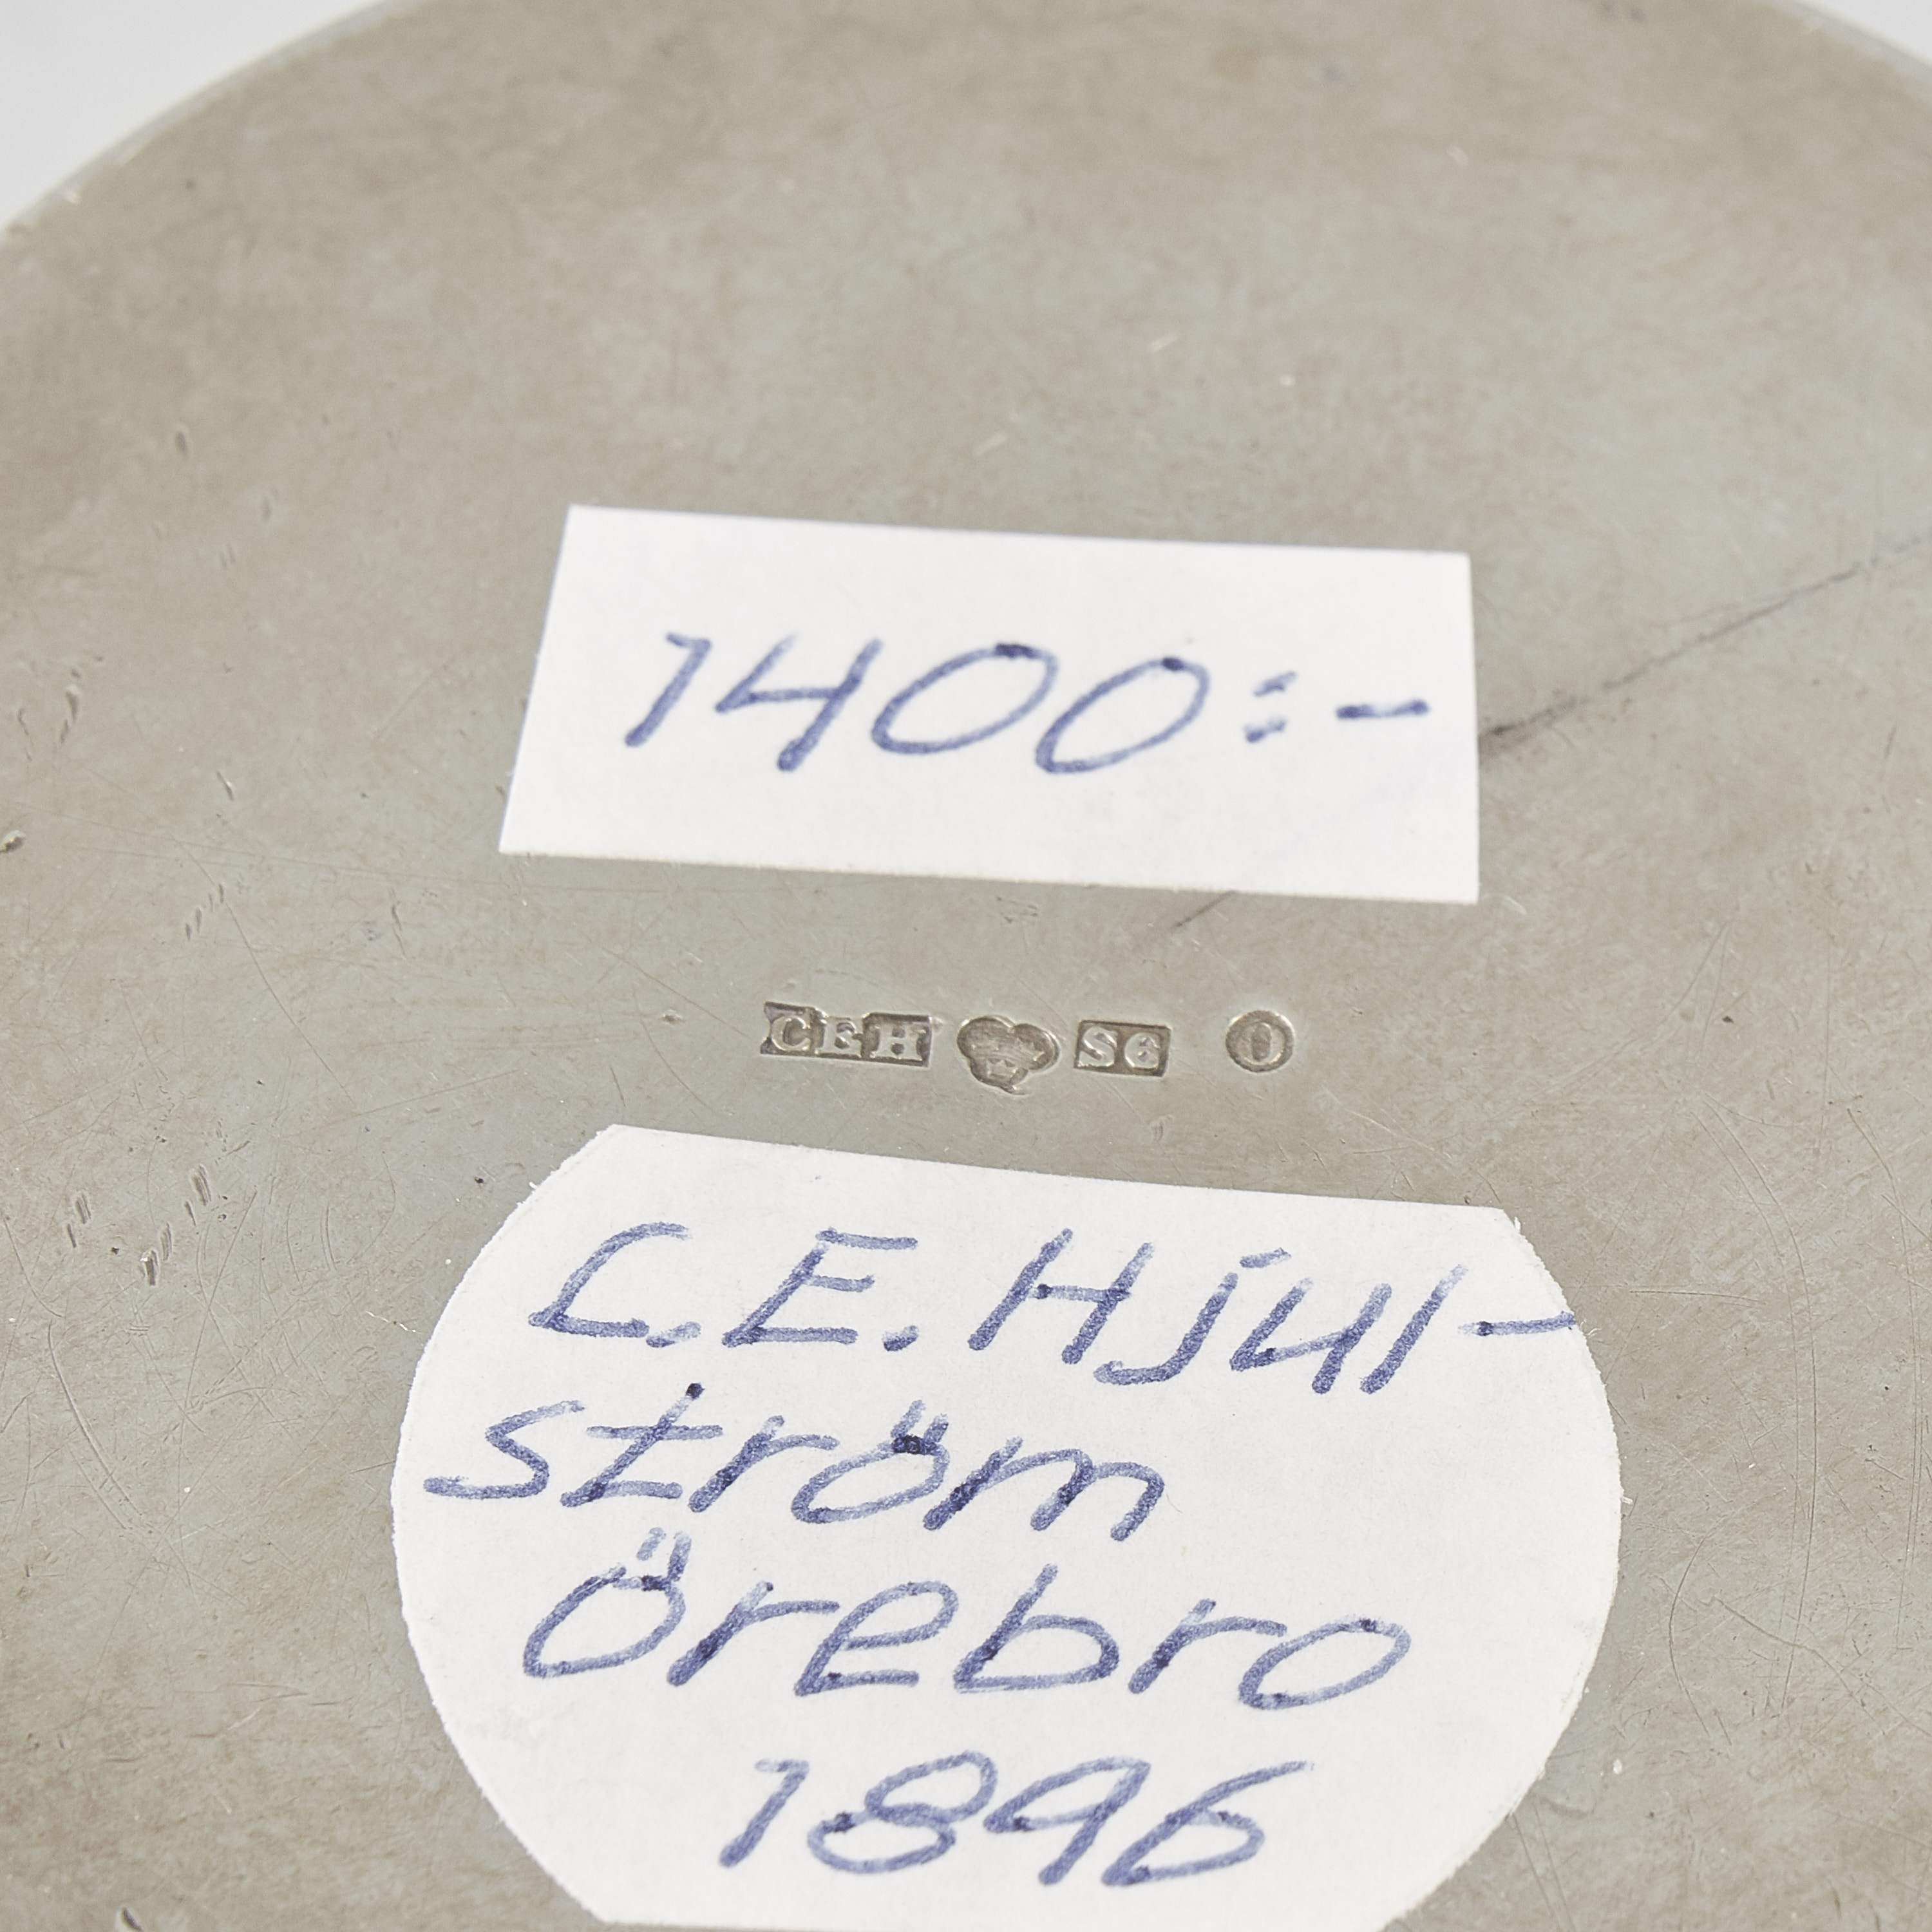 1400:-
CEH S6 O
C.E.Hjul-
ström
Örebro
1896